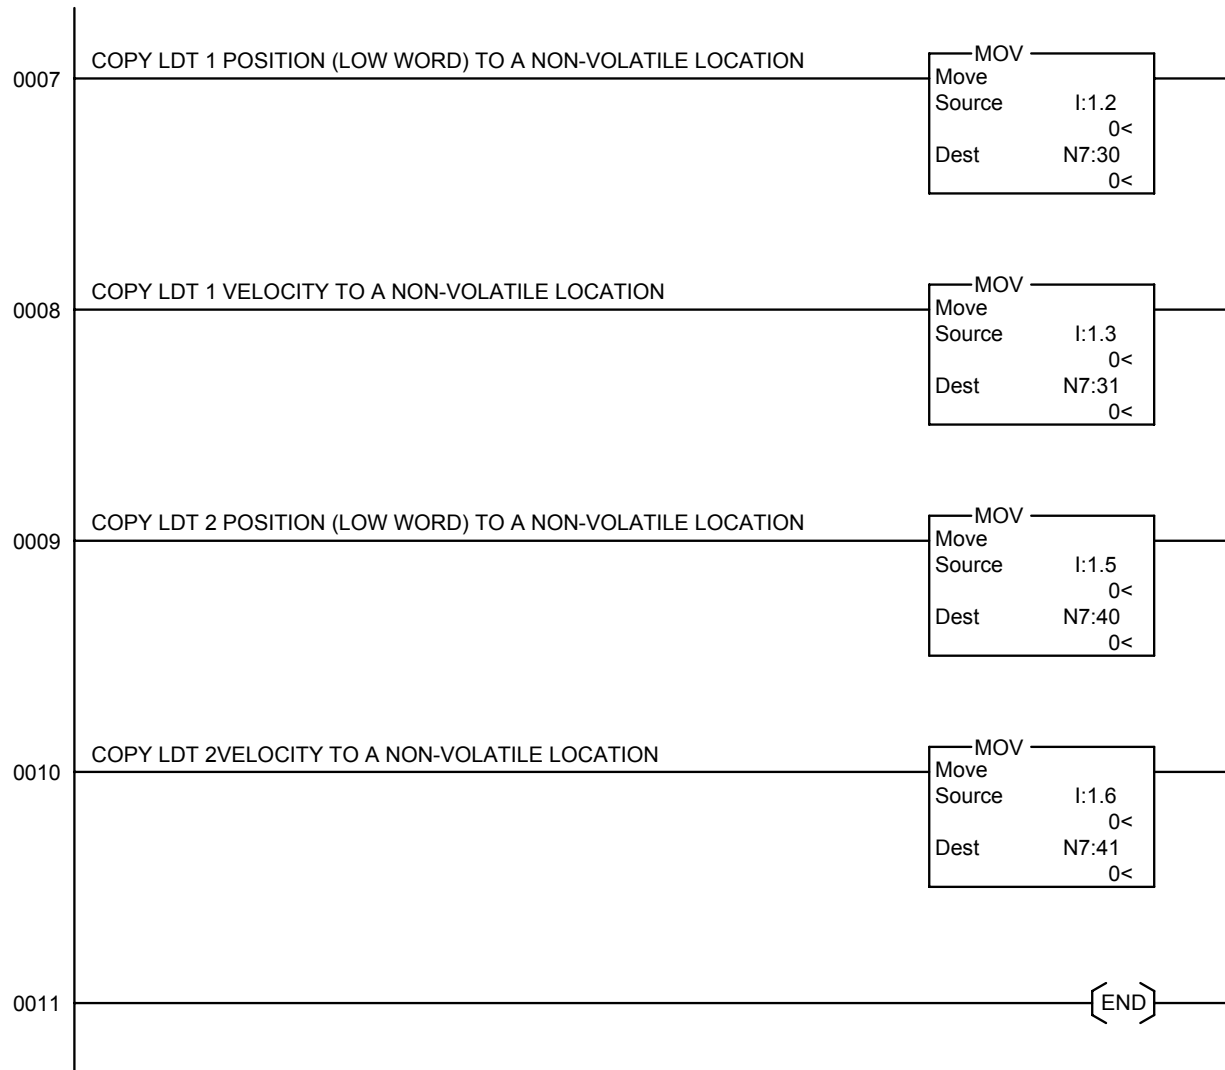 COPY LDT 1 POSITION (LOW WORD) TO A NON-VOLATILE LOCATION
MOV
0007
Move
Source I:1.2
0<
Dest N7:30
0<
COPY LDT 1 VELOCITY TO A NON-VOLATILE LOCATION
MOV
0008
Move
Source I:1.3
0<
Dest N7:31
0<
COPY LDT 2 POSITION (LOW WORD) TO A NON-VOLATILE LOCATION
MOV
0009
Move
Source I:1.5
0<
Dest N7:40
0<
COPY LDT 2VELOCITY TO A NON-VOLATILE LOCATION
MOV
0010
Move
Source I:1.6
0<
Dest N7:41
0<
0011
END